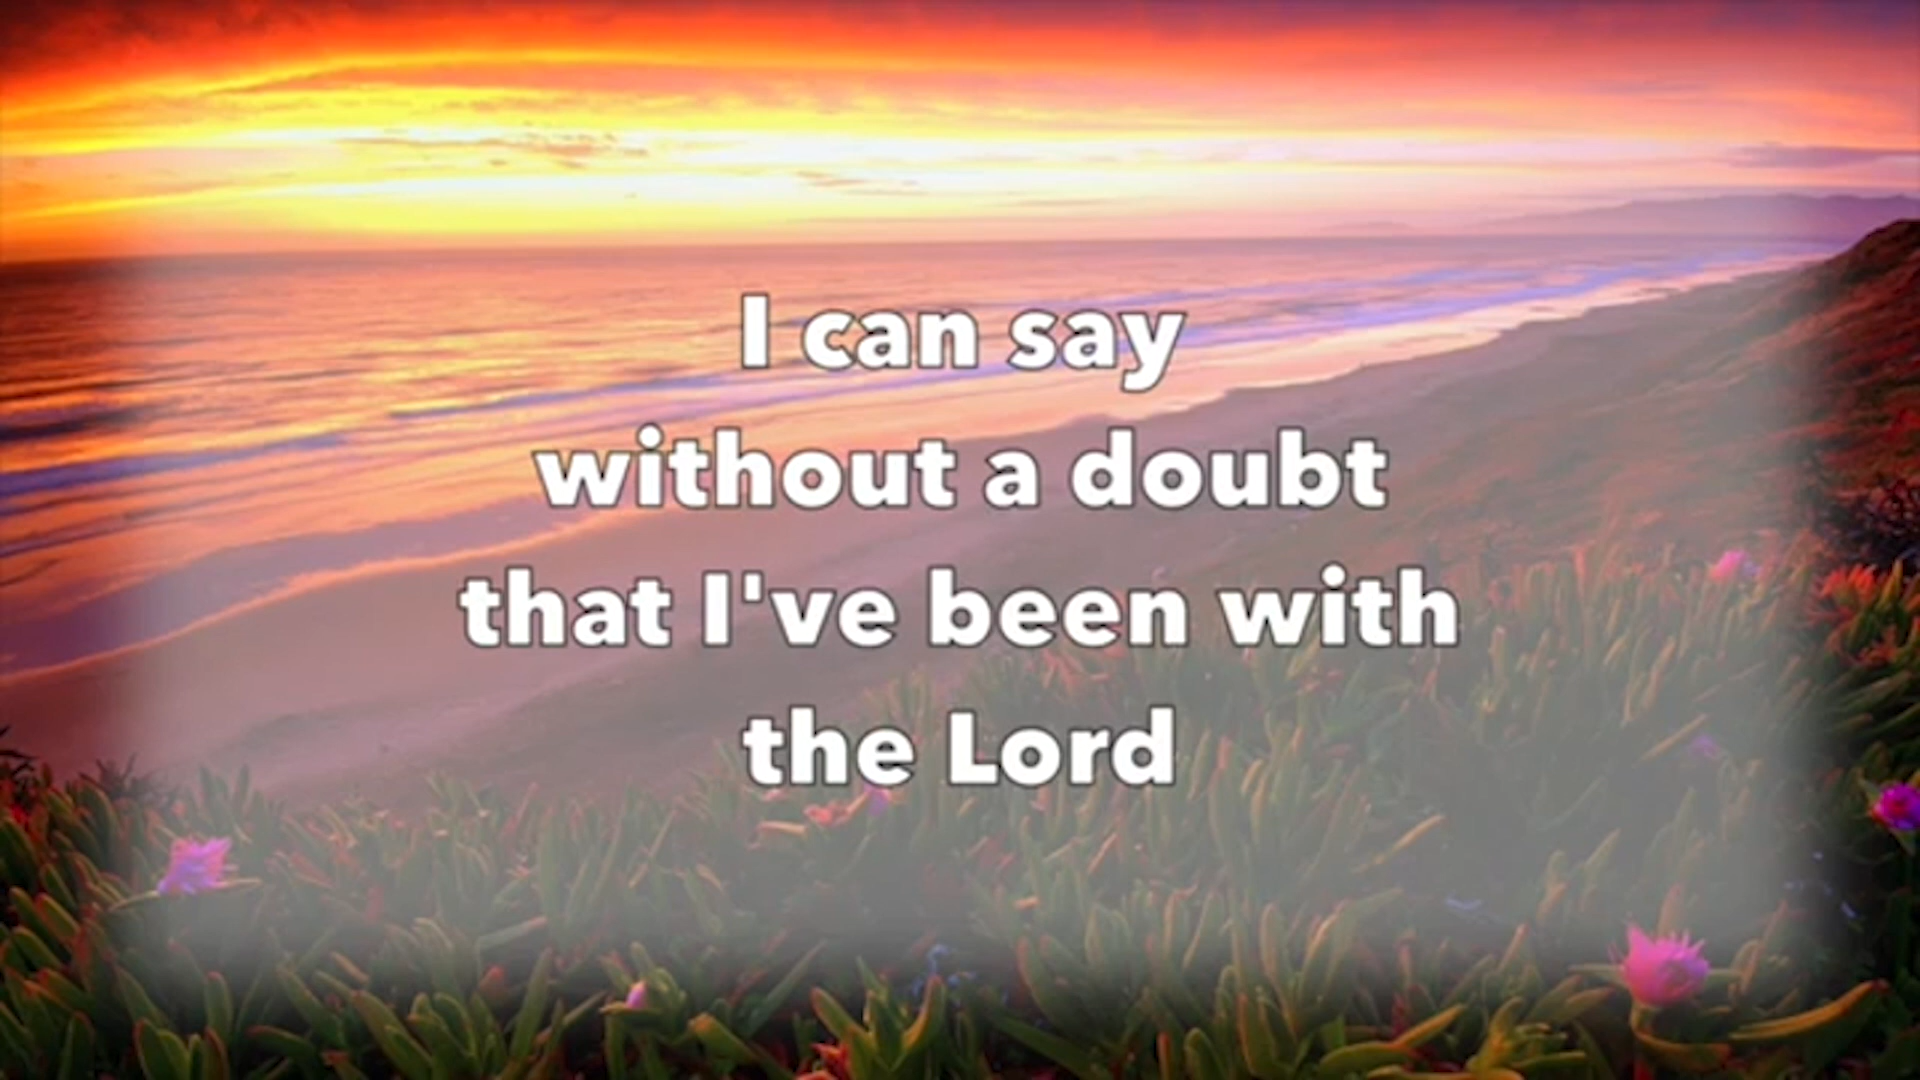 I can say
without a doubt
that I've been with
the Lord